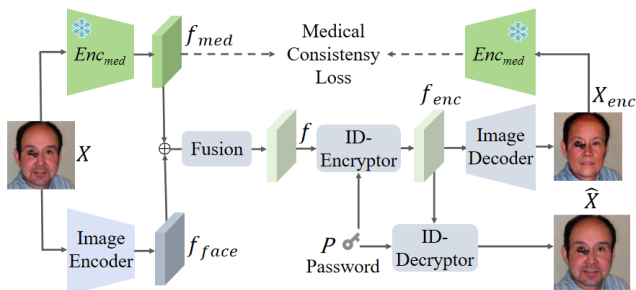 Enc_med
f_med
Medical
Consistensy
Loss
Enc_med
X
X_enc
Fusion
f
ID-
Encryptor
f_enc
Image
Decoder
Image
Encoder
f_face
P
Password
ID-
Decryptor
X̂